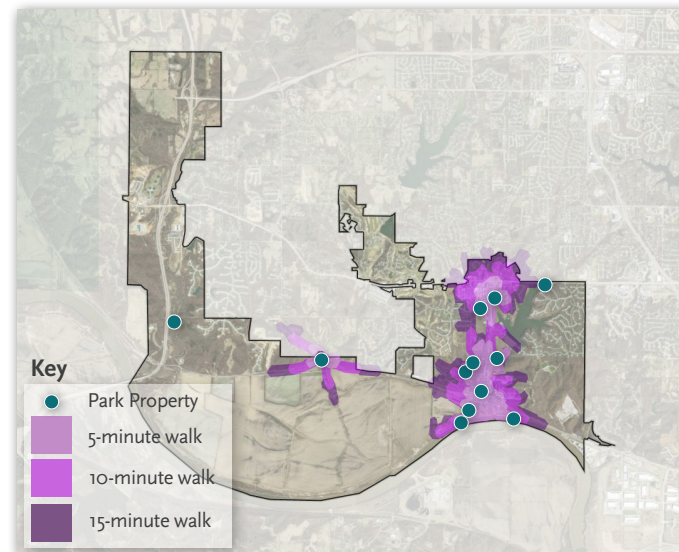 Key
Park Property
5-minute walk
10-minute walk
15-minute walk